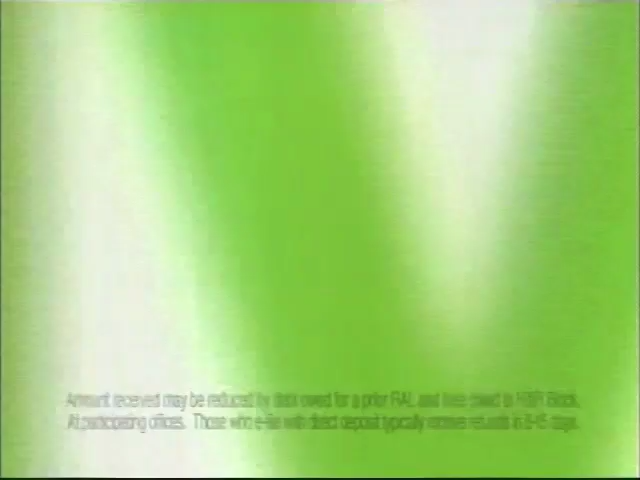 Amount received may be reduced by debt owed for a prior RAL and fees owed to H&R Block.
At participating offices. Those who e-file with direct deposit typically receive refunds in 8-15 days.